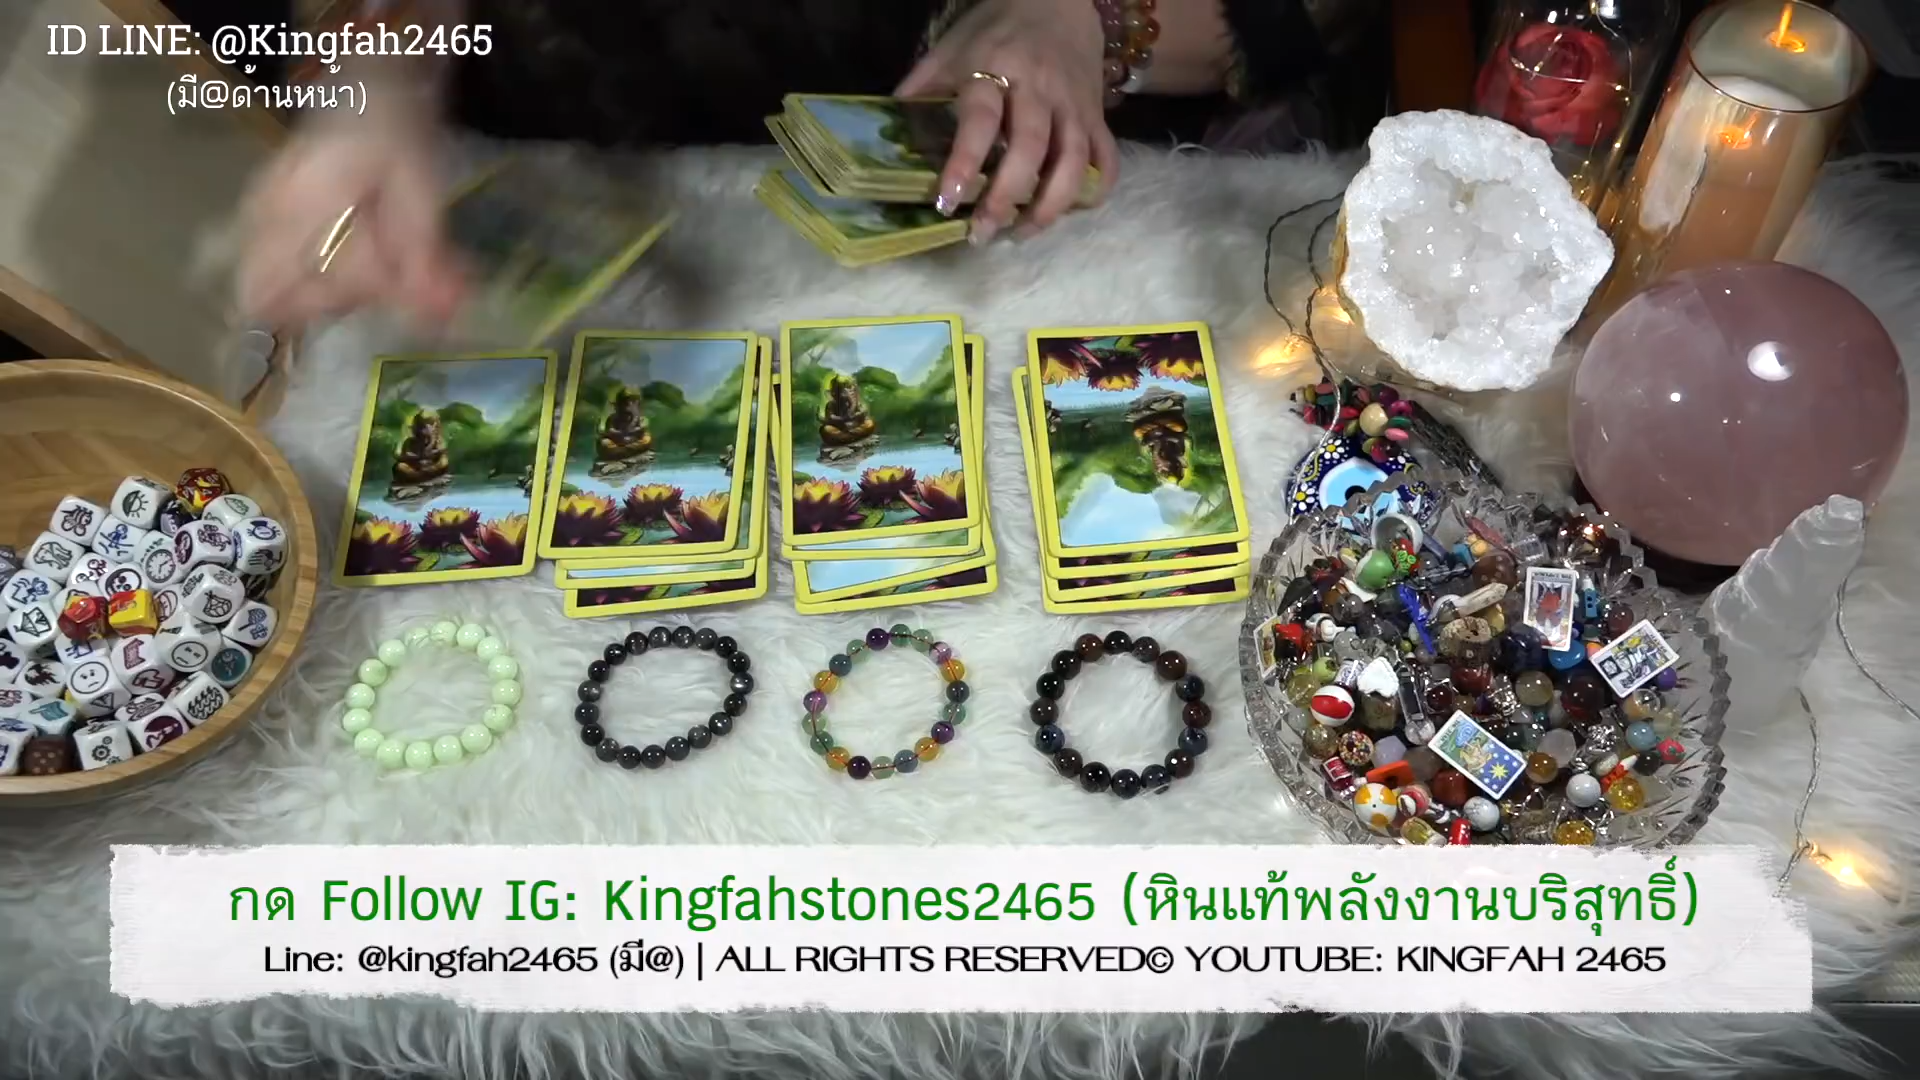 ID LINE: @Kingfah2465
(มี@ด้านหน้า)
กด Follow IG: Kingfahstones2465 (หินแท้พลังงานบริสุทธิ์)
Line: @kingfah2465 (มี@) | ALL RIGHTS RESERVED© YOUTUBE: KINGFAH 2465